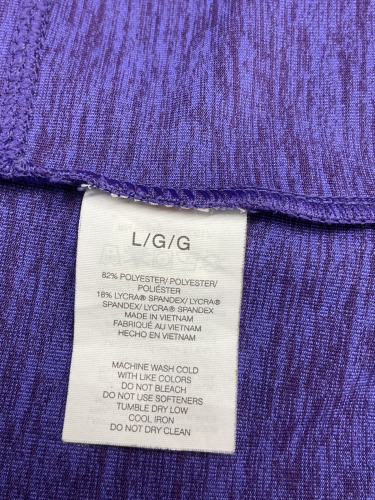 L/G/G
82% POLYESTER/ POLYESTER/
POLIÉSTER
18% LYCRA® SPANDEX/ LYCRA®
SPANDEX/ LYCRA® SPANDEX
MADE IN VIETNAM
FABRIQUÉ AU VIETNAM
HECHO EN VIETNAM
MACHINE WASH COLD
WITH LIKE COLORS
DO NOT BLEACH
DO NOT USE SOFTENERS
TUMBLE DRY LOW
COOL IRON
DO NOT DRY CLEAN